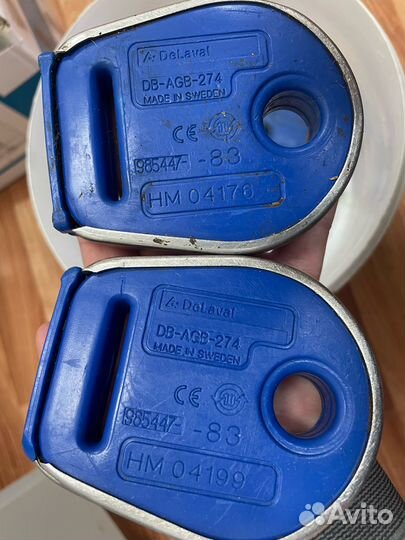 DeLaval
DB-AGB-274
MADE IN SWEDEN
CE
985447- -83
HM 04176
DeLaval
DB-AGB-274
MADE IN SWEDEN
CE
985447- -83
HM 04199
Avito